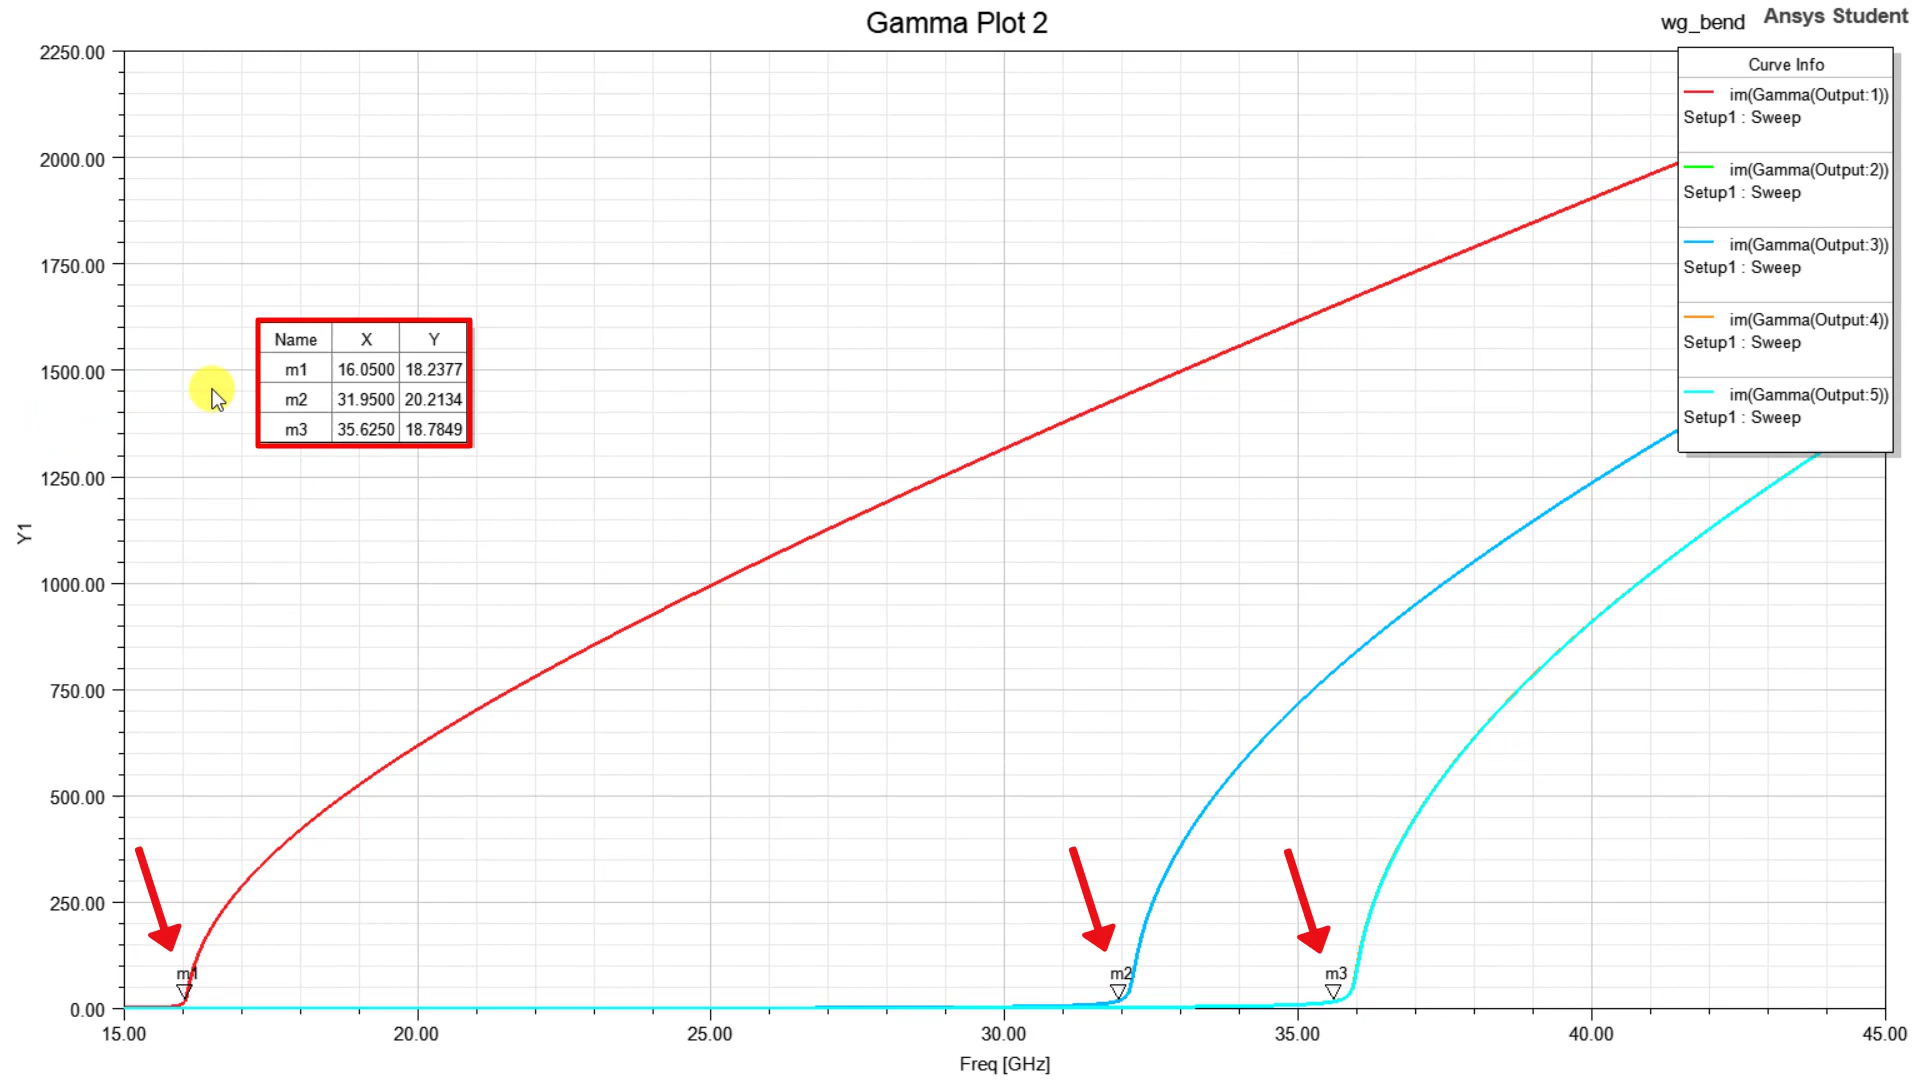 Gamma Plot 2
wg_bend
Ansys Student
Curve Info
im(Gamma(Output:1))
Setup1 : Sweep
im(Gamma(Output:2))
Setup1 : Sweep
im(Gamma(Output:3))
Setup1 : Sweep
im(Gamma(Output:4))
Setup1 : Sweep
im(Gamma(Output:5))
Setup1 : Sweep
2250.00
2000.00
1750.00
1500.00
1250.00
1000.00
750.00
500.00
250.00
0.00
Y1
Name X Y
m1 16.0500 18.2377
m2 31.9500 20.2134
m3 35.6250 18.7849
m1
m2
m3
15.00 20.00 25.00 30.00 35.00 40.00 45.00
Freq [GHz]